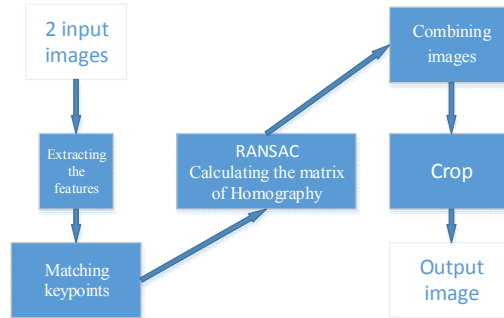 2 input
images
Extracting
the
features
Matching
keypoints
RANSAC
Calculating the matrix
of Homography
Combining
images
Crop
Output
image